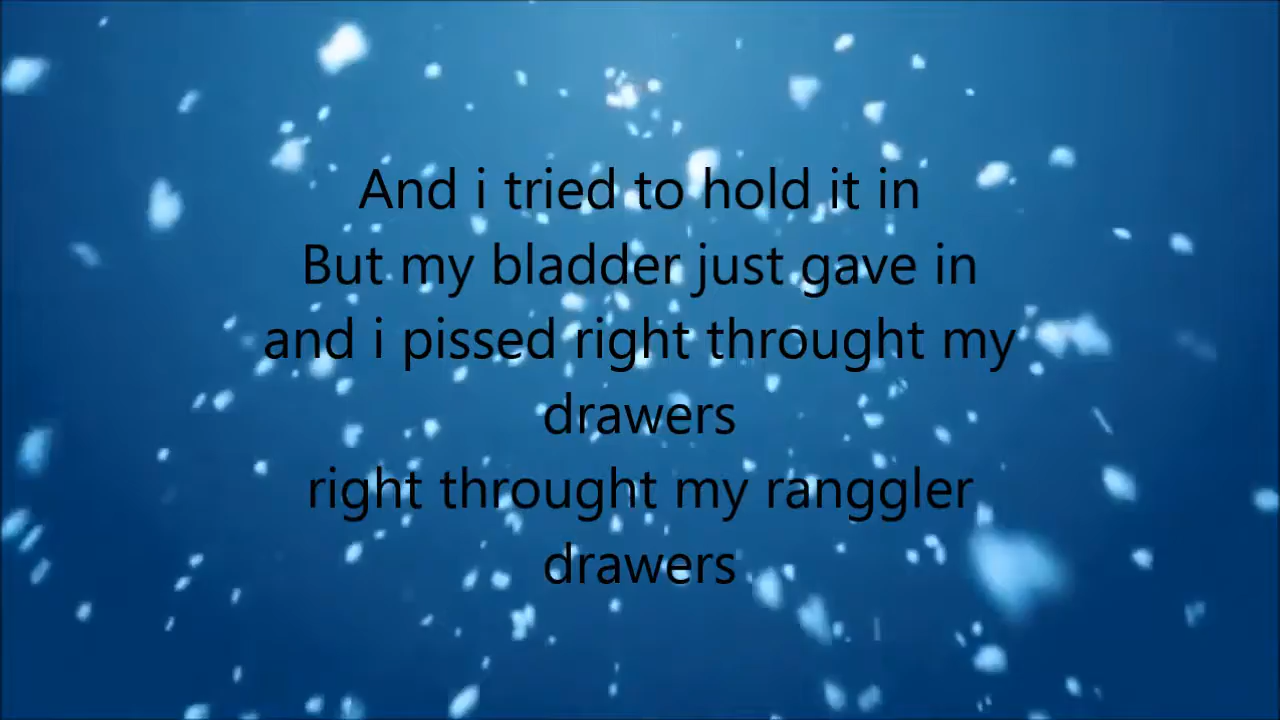 And i tried to hold it in
But my bladder just gave in
and i pissed right throught my
drawers
right throught my ranggler
drawers